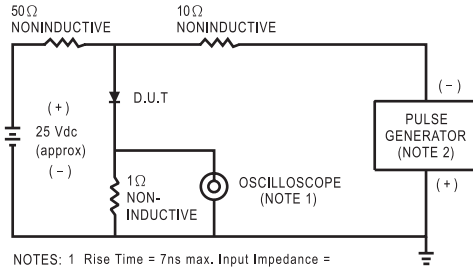 50Ω
NONINDUCTIVE
10Ω
NONINDUCTIVE
(+)
25 Vdc
(approx)
(−)
D.U.T
1Ω
NON-
INDUCTIVE
OSCILLOSCOPE
(NOTE 1)
(−)
PULSE
GENERATOR
(NOTE 2)
(+)
NOTES: 1 Rise Time = 7ns max. Input Impedance =